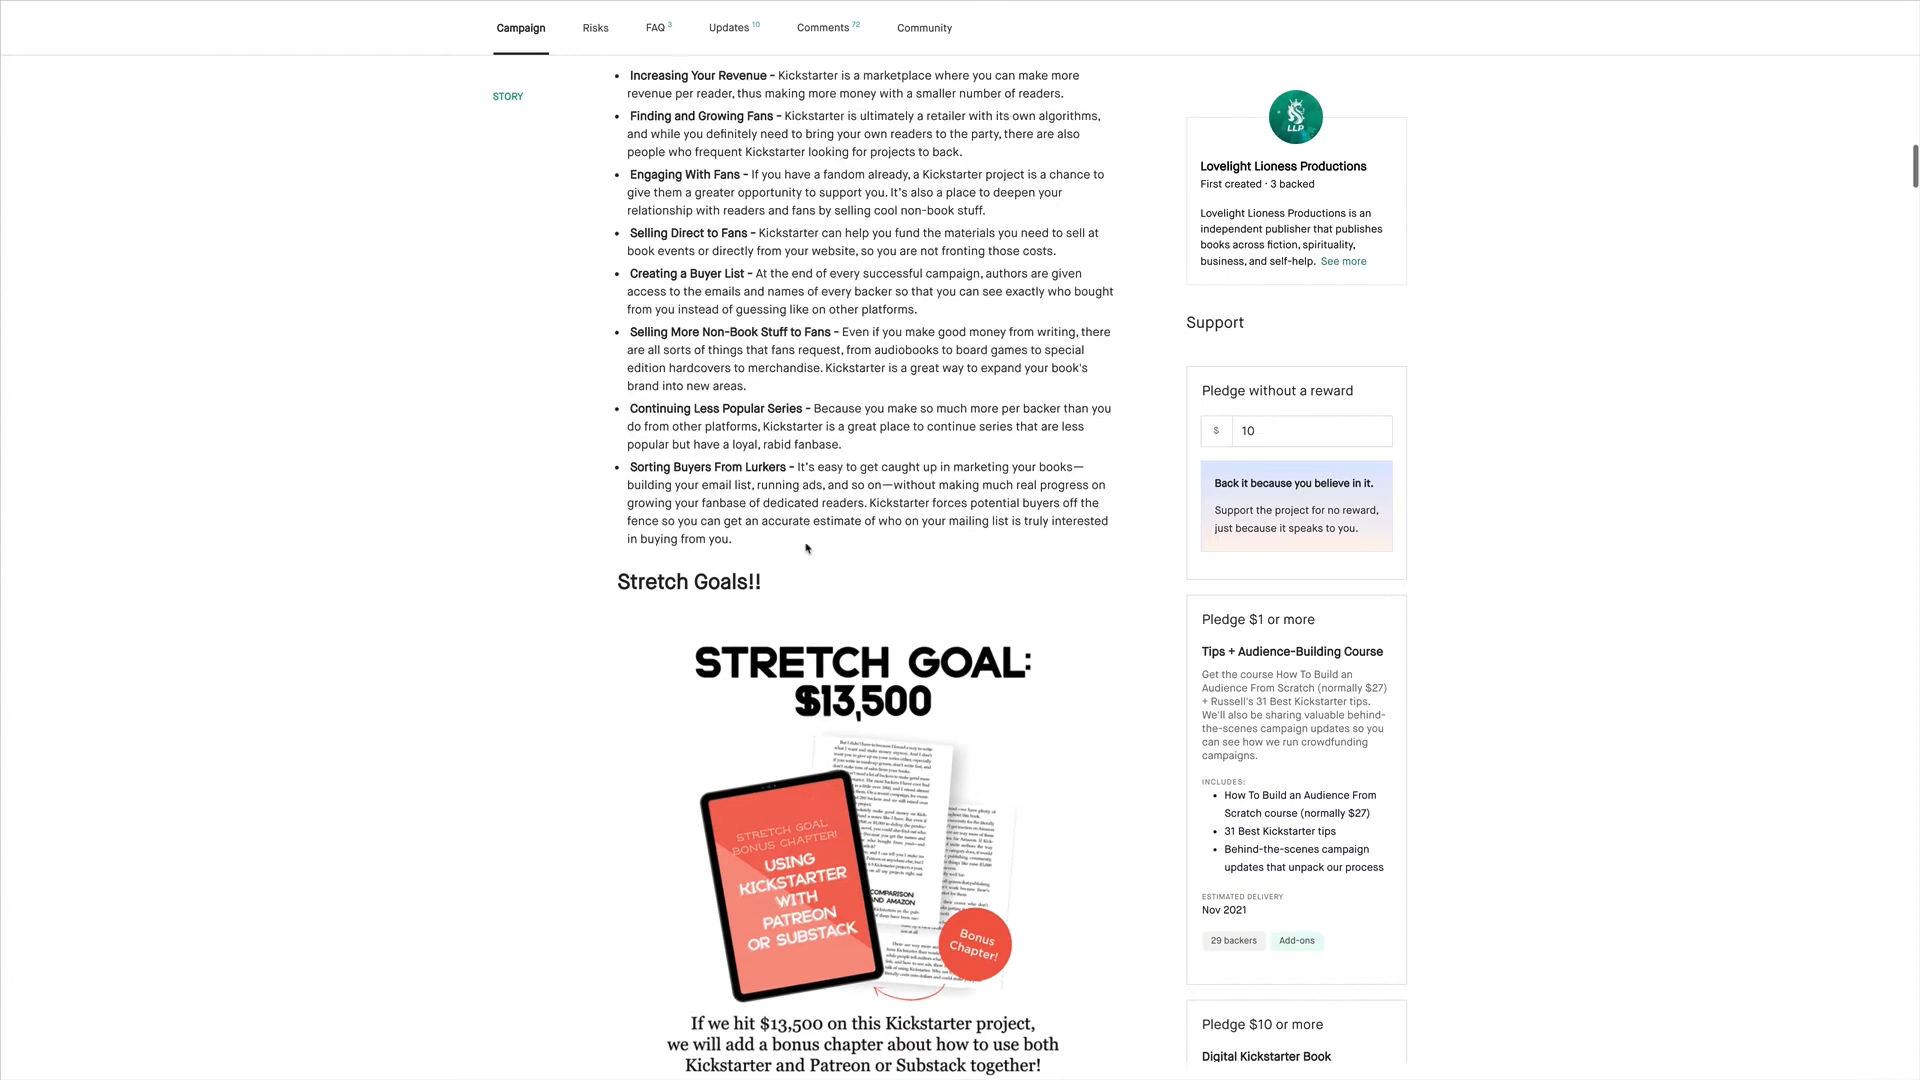 Campaign
Risks
FAQ 3
Updates 10
Comments 72
Community
STORY
Increasing Your Revenue - Kickstarter is a marketplace where you can make more
revenue per reader, thus making more money with a smaller number of readers.
Finding and Growing Fans - Kickstarter is ultimately a retailer with its own algorithms,
and while you definitely need to bring your own readers to the party, there are also
people who frequent Kickstarter looking for projects to back.
Engaging With Fans - If you have a fandom already, a Kickstarter project is a chance to
give them a greater opportunity to support you. It's also a place to deepen your
relationship with readers and fans by selling cool non-book stuff.
Selling Direct to Fans - Kickstarter can help you fund the materials you need to sell at
book events or directly from your website, so you are not fronting those costs.
Creating a Buyer List - At the end of every successful campaign, authors are given
access to the emails and names of every backer so that you can see exactly who bought
from you instead of guessing like on other platforms.
Selling More Non-Book Stuff to Fans - Even if you make good money from writing, there
are all sorts of things that fans request, from audiobooks to board games to special
edition hardcovers to merchandise. Kickstarter is a great way to expand your book's
brand into new areas.
Continuing Less Popular Series - Because you make so much more per backer than you
do from other platforms, Kickstarter is a great place to continue series that are less
popular but have a loyal, rabid fanbase.
Sorting Buyers From Lurkers - It's easy to get caught up in marketing your books—
building your email list, running ads, and so on—without making much real progress on
growing your fanbase of dedicated readers. Kickstarter forces potential buyers off the
fence so you can get an accurate estimate of who on your mailing list is truly interested
in buying from you.
Stretch Goals!!
STRETCH GOAL:
$13,500
STRETCH GOAL
BONUS CHAPTER!
USING
KICKSTARTER
WITH
PATREON
OR SUBSTACK
COMPARISON
AND AMAZON
Bonus
Chapter!
If we hit $13,500 on this Kickstarter project,
we will add a bonus chapter about how to use both
Kickstarter and Patreon or Substack together!
LLP
Lovelight Lioness Productions
First created · 3 backed
Lovelight Lioness Productions is an
independent publisher that publishes
books across fiction, spirituality,
business, and self-help. See more
Support
Pledge without a reward
$ 10
Back it because you believe in it.
Support the project for no reward,
just because it speaks to you.
Pledge $1 or more
Tips + Audience-Building Course
Get the course How To Build an
Audience From Scratch (normally $27)
+ Russell's 31 Best Kickstarter tips.
We'll also be sharing valuable behind-
the-scenes campaign updates so you
can see how we run crowdfunding
campaigns.
INCLUDES:
How To Build an Audience From
Scratch course (normally $27)
31 Best Kickstarter tips
Behind-the-scenes campaign
updates that unpack our process
ESTIMATED DELIVERY
Nov 2021
29 backers
Add-ons
Pledge $10 or more
Digital Kickstarter Book